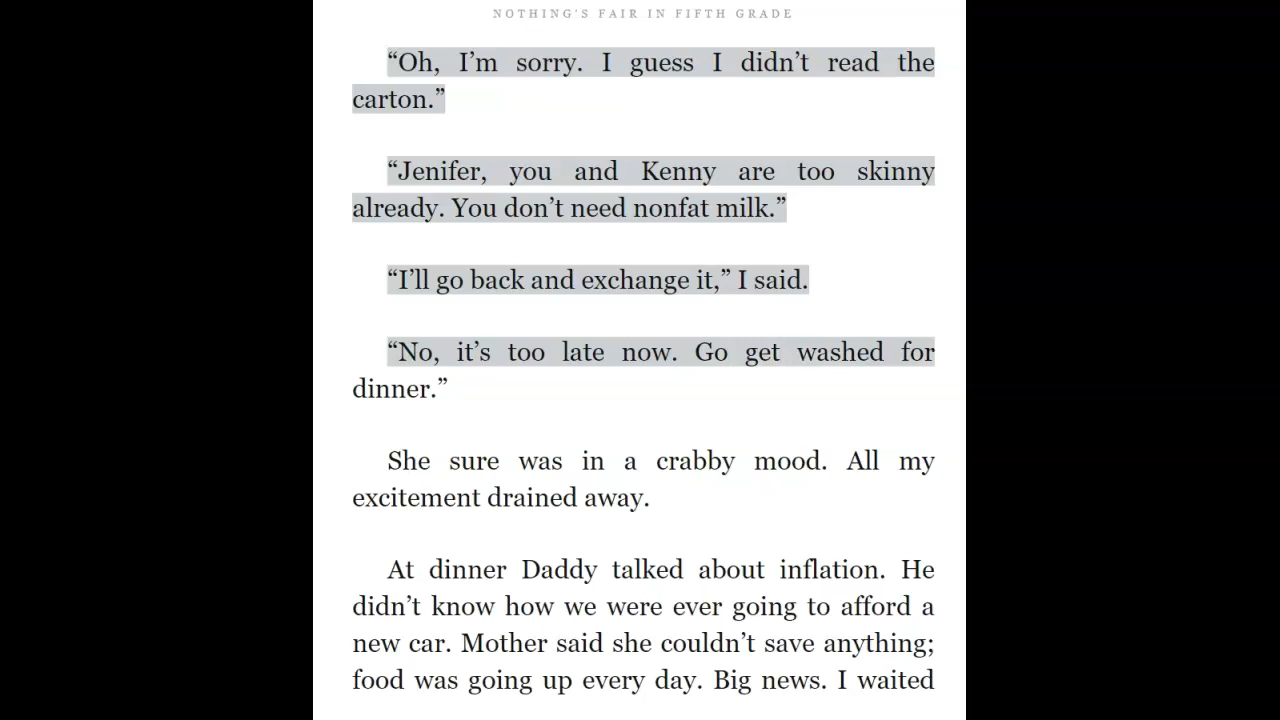 NOTHING'S FAIR IN FIFTH GRADE
“Oh, I’m sorry. I guess I didn’t read the
carton.”
“Jenifer, you and Kenny are too skinny
already. You don’t need nonfat milk.”
“I’ll go back and exchange it,” I said.
“No, it’s too late now. Go get washed for
dinner.”
She sure was in a crabby mood. All my
excitement drained away.
At dinner Daddy talked about inflation. He
didn’t know how we were ever going to afford a
new car. Mother said she couldn’t save anything;
food was going up every day. Big news. I waited